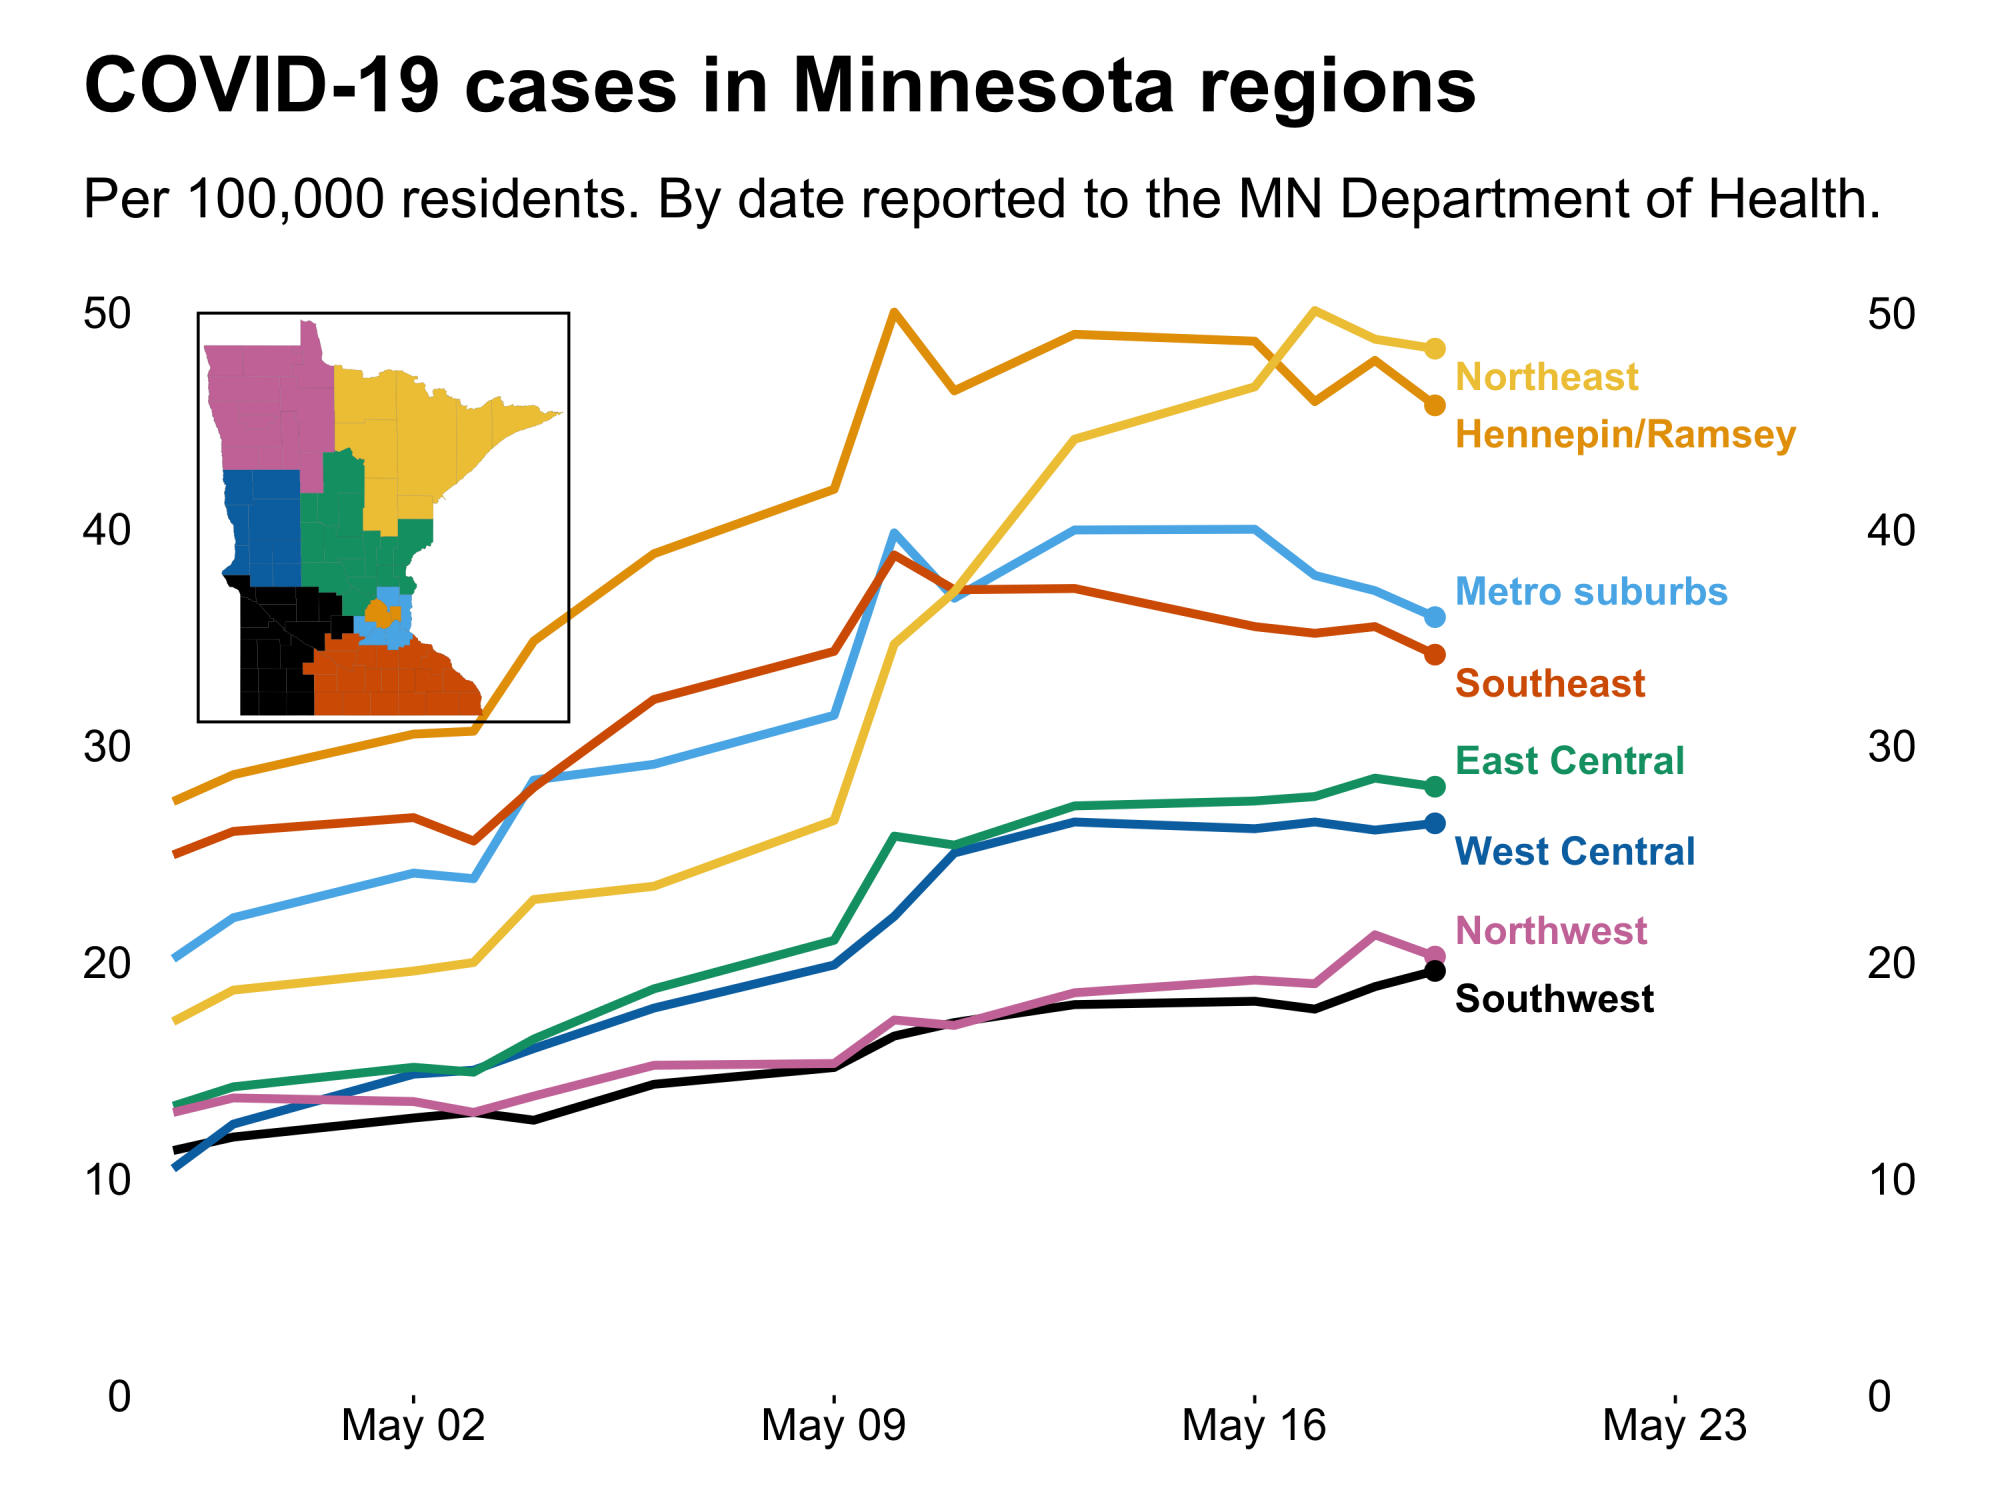 COVID-19 cases in Minnesota regions
Per 100,000 residents. By date reported to the MN Department of Health.
50 50
Northeast
Hennepin/Ramsey
40 40
Metro suburbs
Southeast
30 30
East Central
West Central
Northwest
20 20
Southwest
10 10
0 0
May 02 May 09 May 16 May 23